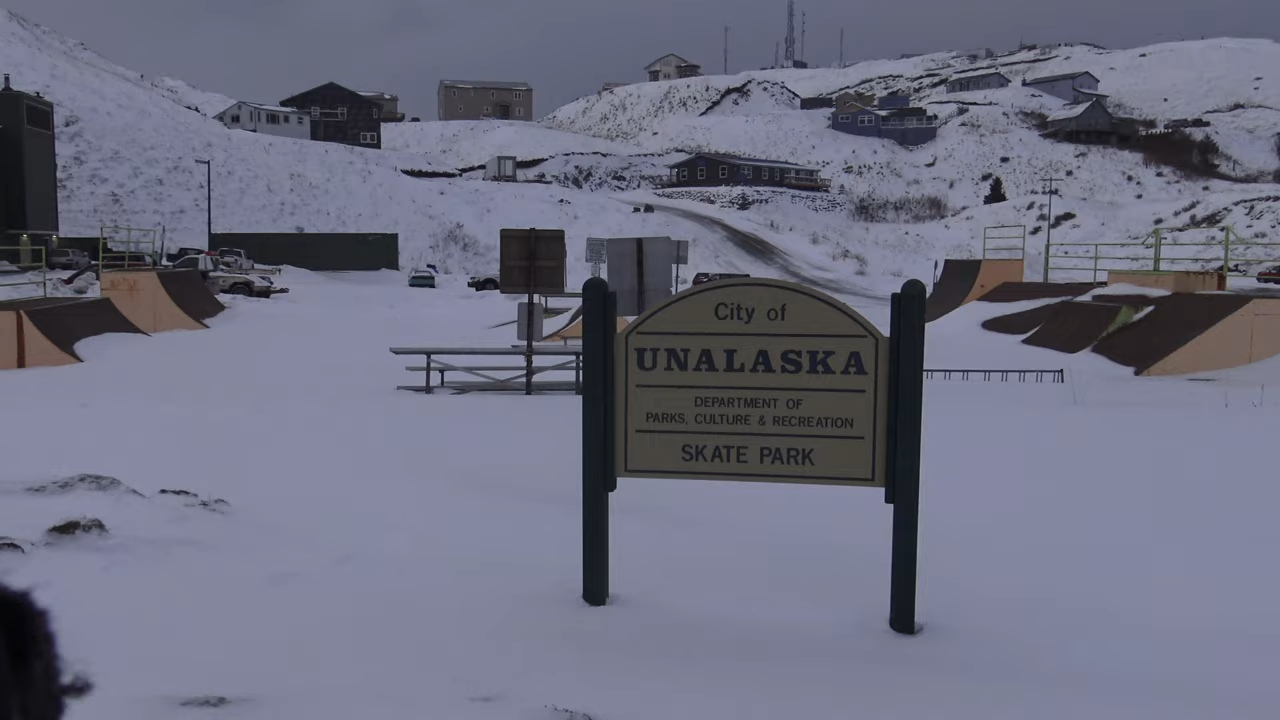 City of
UNALASKA
DEPARTMENT OF
PARKS, CULTURE & RECREATION
SKATE PARK